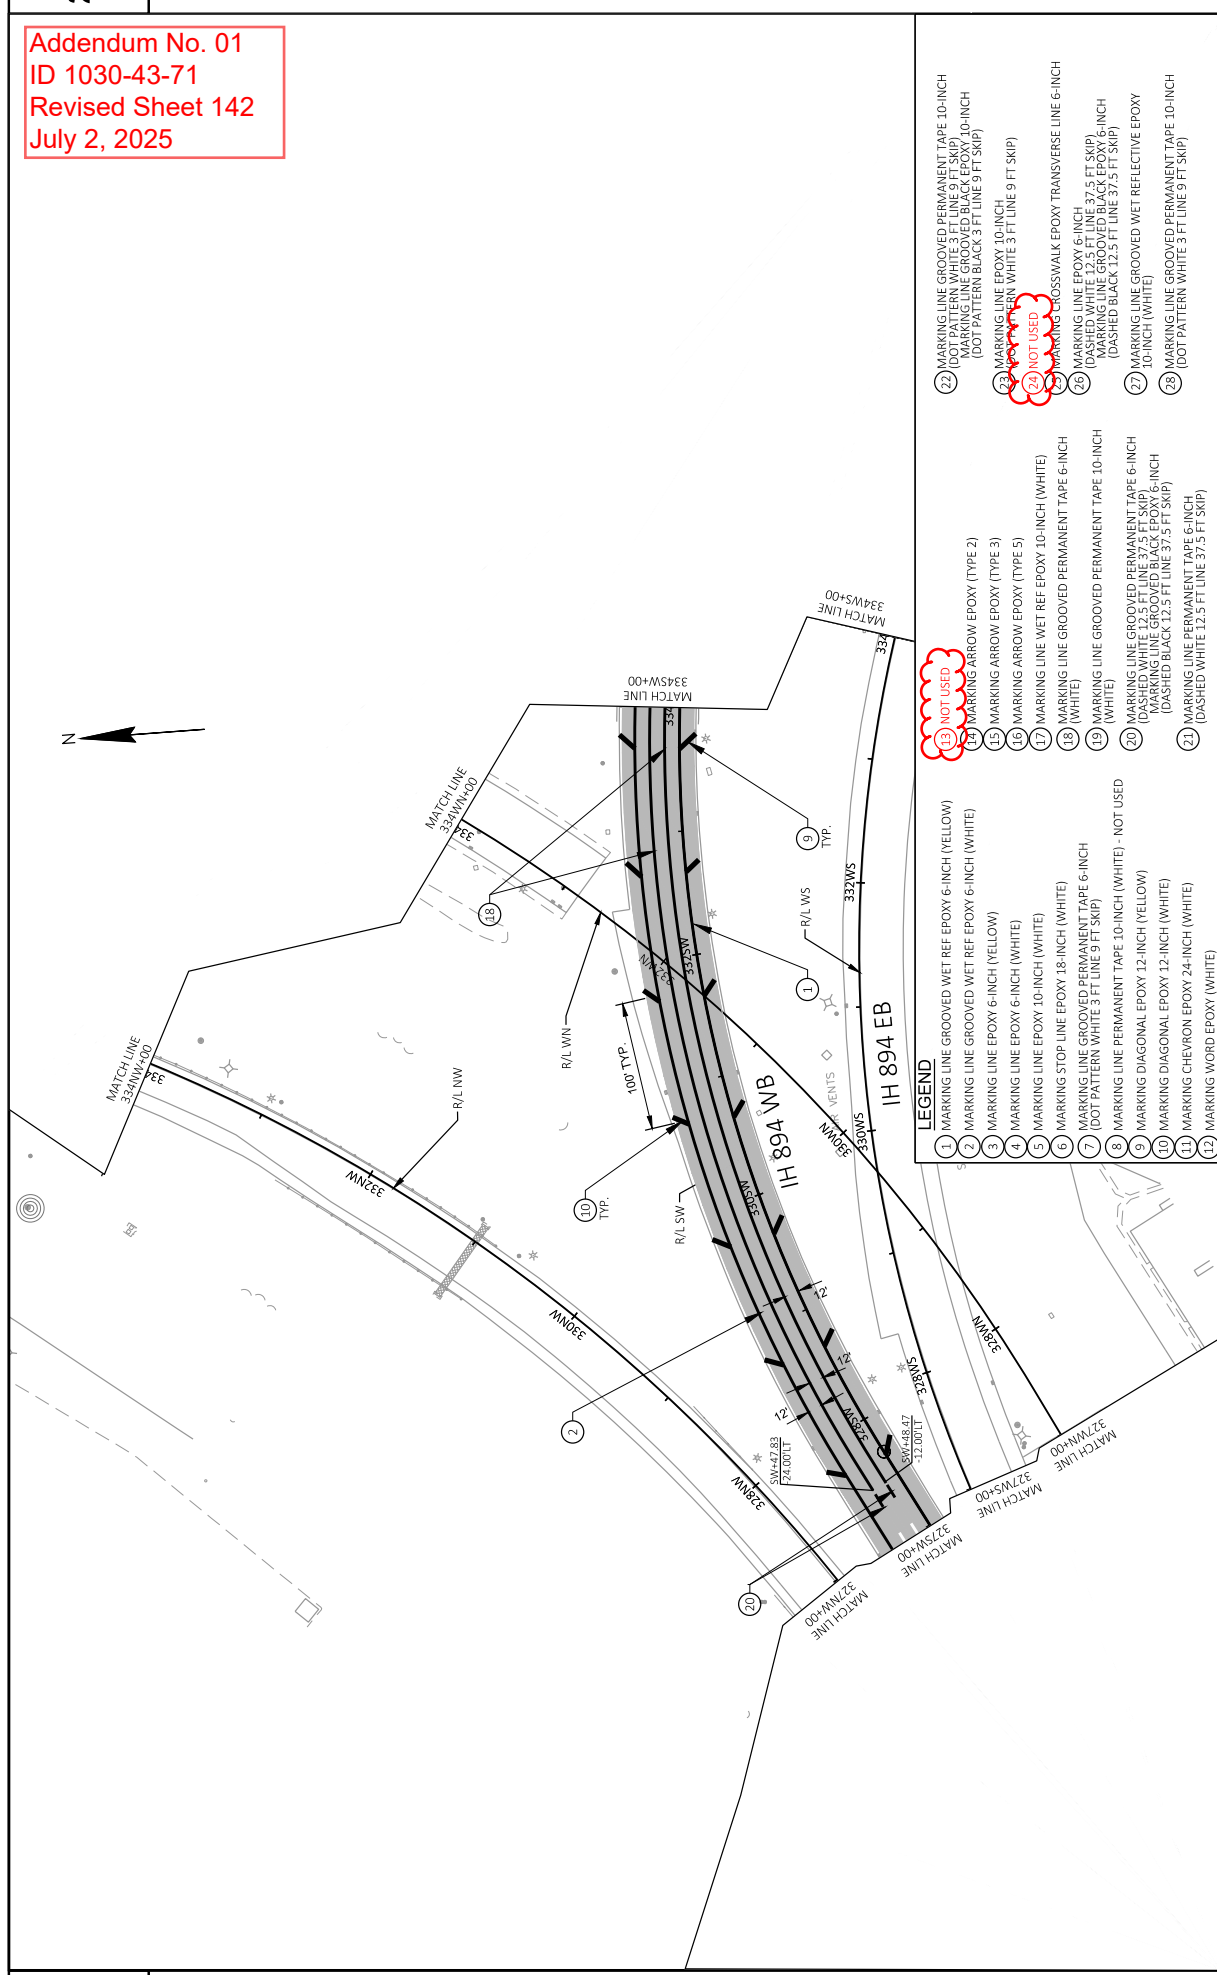 Addendum No. 01
ID 1030-43-71
Revised Sheet 142
July 2, 2025
N
MATCH LINE
334NW+00
334
332NW
R/L NW
330NW
328NW
MATCH LINE
327NW+00
MATCH LINE
334WN+00
334
R/L WN
332WN
330WN
328WN
MATCH LINE
327WN+00
MATCH LINE
334SW+00
334
332SW
R/L SW
330SW
328SW
MATCH LINE
327SW+00
MATCH LINE
334WS+00
334
332WS
R/L WS
330WS
328WS
MATCH LINE
327WS+00
18
9
TYP.
1
100' TYP.
10
TYP.
2
20
12'
12'
12'
SW+47.83
-24.00'LT
SW+48.47
-12.00'LT
IH 894 WB
IH 894 EB
VENTS
LEGEND
1 MARKING LINE GROOVED WET REF EPOXY 6-INCH (YELLOW)
2 MARKING LINE GROOVED WET REF EPOXY 6-INCH (WHITE)
3 MARKING LINE EPOXY 6-INCH (YELLOW)
4 MARKING LINE EPOXY 6-INCH (WHITE)
5 MARKING LINE EPOXY 10-INCH (WHITE)
6 MARKING STOP LINE EPOXY 18-INCH (WHITE)
7 MARKING LINE GROOVED PERMANENT TAPE 6-INCH
(DOT PATTERN WHITE 3 FT LINE 9 FT SKIP)
8 MARKING LINE PERMANENT TAPE 10-INCH (WHITE) - NOT USED
9 MARKING DIAGONAL EPOXY 12-INCH (YELLOW)
10 MARKING DIAGONAL EPOXY 12-INCH (WHITE)
11 MARKING CHEVRON EPOXY 24-INCH (WHITE)
12 MARKING WORD EPOXY (WHITE)
13 NOT USED
14 MARKING ARROW EPOXY (TYPE 2)
15 MARKING ARROW EPOXY (TYPE 3)
16 MARKING ARROW EPOXY (TYPE 5)
17 MARKING LINE WET REF EPOXY 10-INCH (WHITE)
18 MARKING LINE GROOVED PERMANENT TAPE 6-INCH
(WHITE)
19 MARKING LINE GROOVED PERMANENT TAPE 10-INCH
(WHITE)
20 MARKING LINE GROOVED PERMANENT TAPE 6-INCH
(DASHED WHITE 12.5 FT LINE 37.5 FT SKIP)
MARKING LINE GROOVED BLACK EPOXY 6-INCH
(DASHED BLACK 12.5 FT LINE 37.5 FT SKIP)
21 MARKING LINE PERMANENT TAPE 6-INCH
(DASHED WHITE 12.5 FT LINE 37.5 FT SKIP)
22 MARKING LINE GROOVED PERMANENT TAPE 10-INCH
(DOT PATTERN WHITE 3 FT LINE 9 FT SKIP)
MARKING LINE GROOVED BLACK EPOXY 10-INCH
(DOT PATTERN BLACK 3 FT LINE 9 FT SKIP)
23 MARKING LINE EPOXY 10-INCH
(DOT PATTERN WHITE 3 FT LINE 9 FT SKIP)
24 NOT USED
25 MARKING CROSSWALK EPOXY TRANSVERSE LINE 6-INCH
26 MARKING LINE EPOXY 6-INCH
(DASHED WHITE 12.5 FT LINE 37.5 FT SKIP)
MARKING LINE GROOVED BLACK EPOXY 6-INCH
(DASHED BLACK 12.5 FT LINE 37.5 FT SKIP)
27 MARKING LINE GROOVED WET REFLECTIVE EPOXY
10-INCH (WHITE)
28 MARKING LINE GROOVED PERMANENT TAPE 10-INCH
(DOT PATTERN WHITE 3 FT LINE 9 FT SKIP)